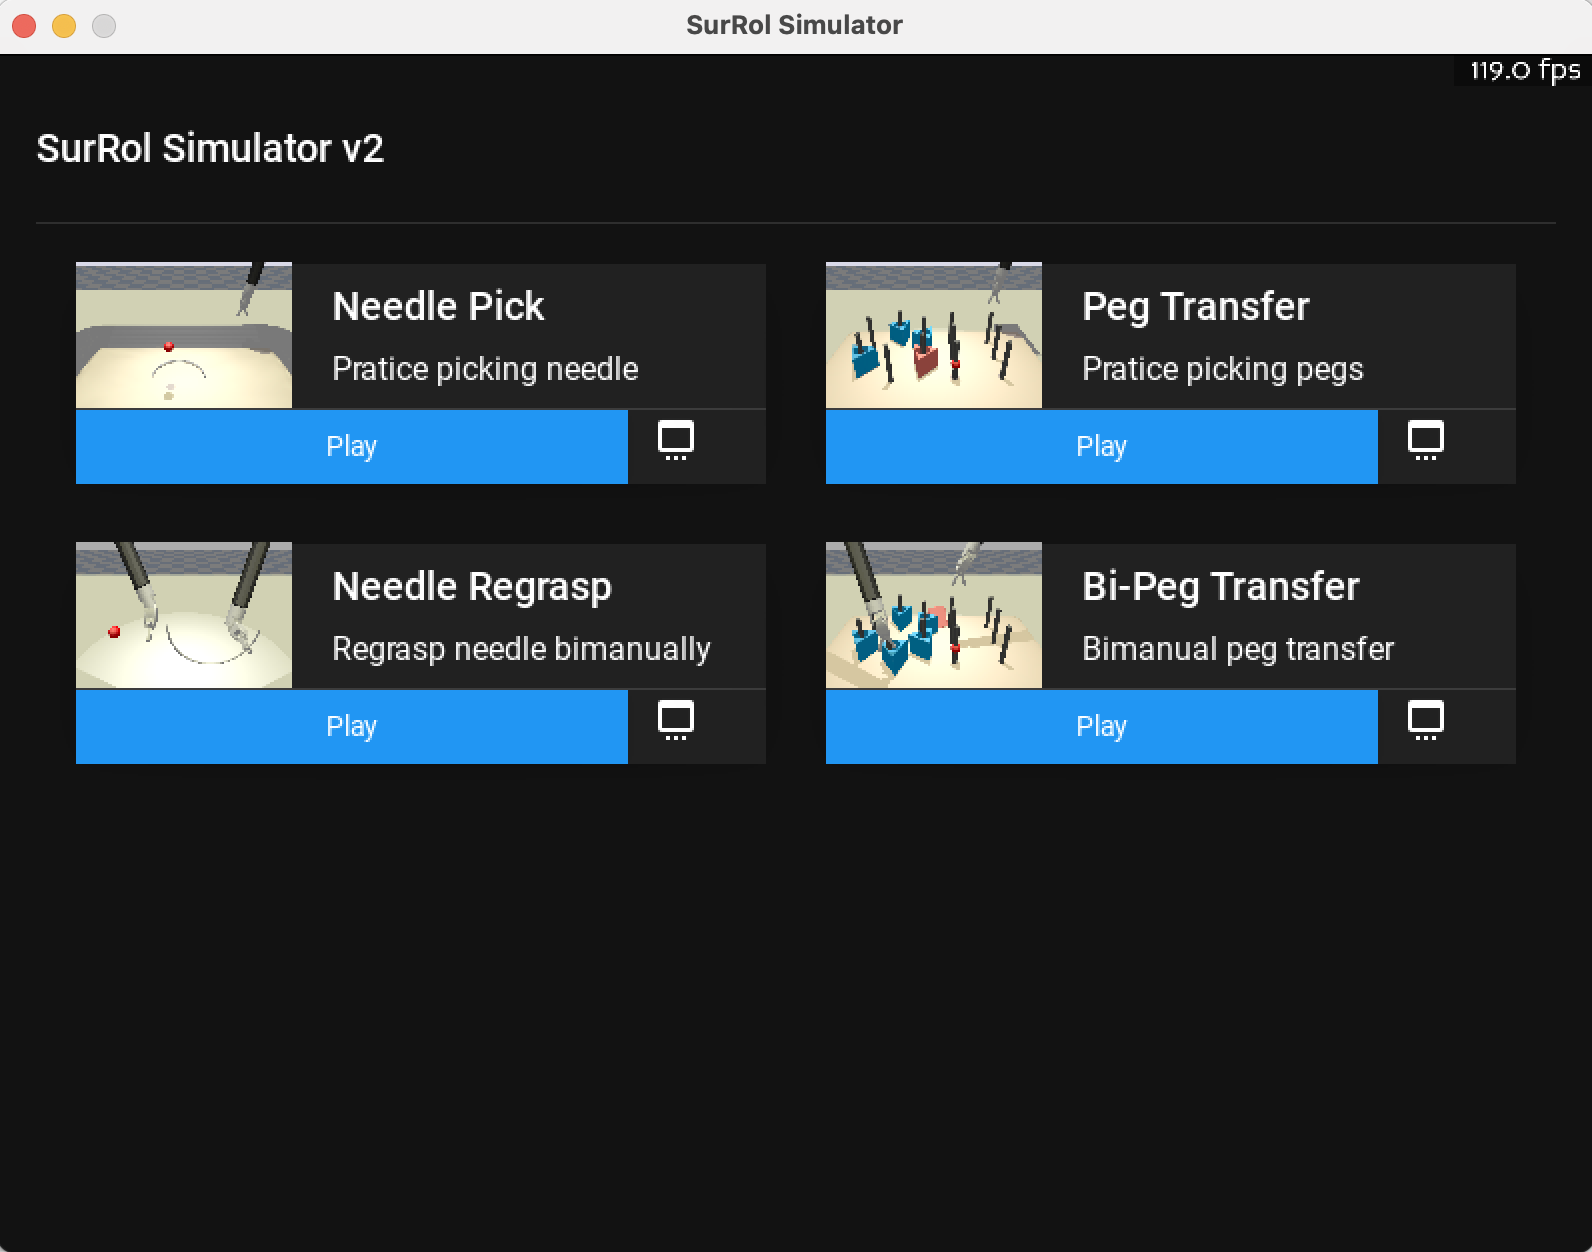 SurRol Simulator
119.0 fps
SurRol Simulator v2
Needle Pick
Pratice picking needle
Play
Peg Transfer
Pratice picking pegs
Play
Needle Regrasp
Regrasp needle bimanually
Play
Bi-Peg Transfer
Bimanual peg transfer
Play